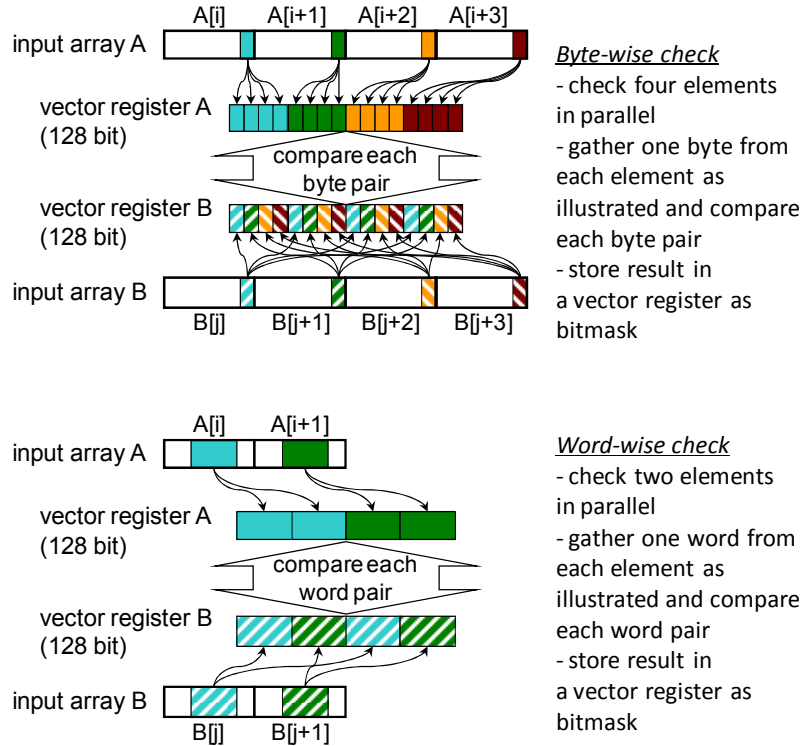 A[i] A[i+1] A[i+2] A[i+3]
input array A
vector register A
(128 bit)
compare each
byte pair
vector register B
(128 bit)
input array B
B[j] B[j+1] B[j+2] B[j+3]
Byte-wise check
- check four elements
in parallel
- gather one byte from
each element as
illustrated and compare
each byte pair
- store result in
a vector register as
bitmask
A[i] A[i+1]
input array A
vector register A
(128 bit)
compare each
word pair
vector register B
(128 bit)
input array B
B[j] B[j+1]
Word-wise check
- check two elements
in parallel
- gather one word from
each element as
illustrated and compare
each word pair
- store result in
a vector register as
bitmask